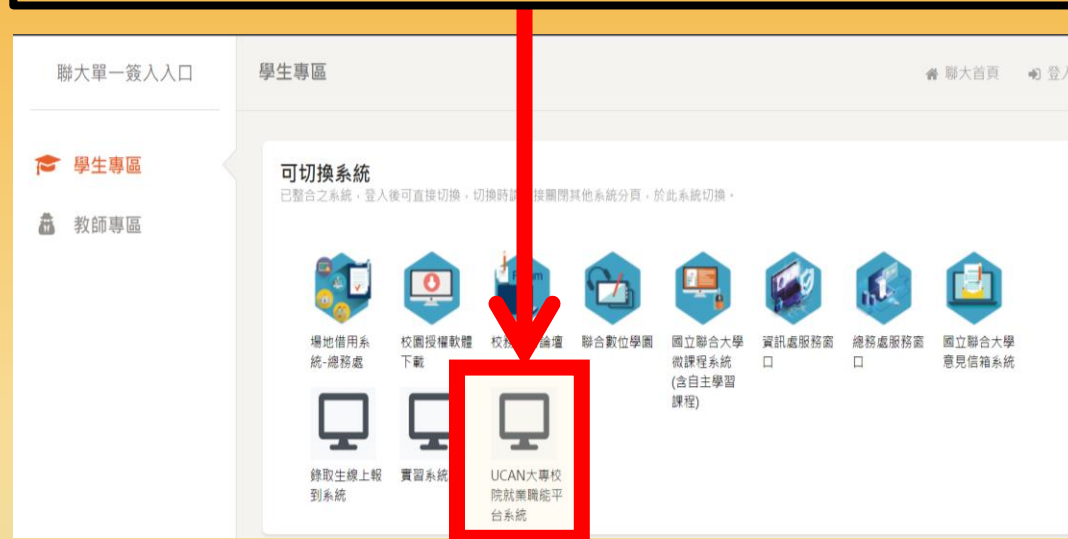 聯大單一簽入入口
學生專區
聯大首頁
登入
學生專區
教師專區
可切換系統
已整合之系統，登入後可直接切換，切換時請
接關閉其他系統分頁，於此系統切換。
場地借用系
統-總務處
校園授權軟體
下載
校務
論壇
聯合數位學園
國立聯合大學
微課程系統
(含自主學習
課程)
資訊處服務窗
口
總務處服務窗
口
國立聯合大學
意見信箱系統
錄取生線上報
到系統
實習系統
UCAN大專校
院就業職能平
台系統